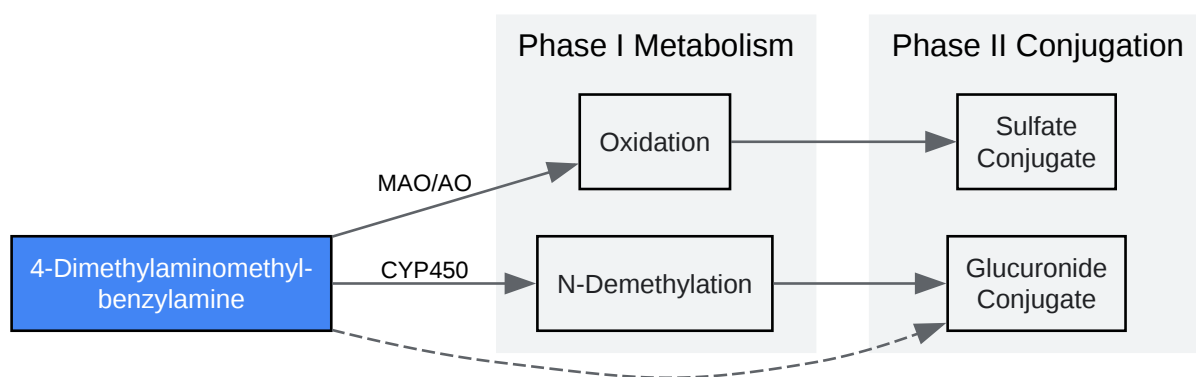 Phase I Metabolism
Phase II Conjugation
Oxidation
Sulfate
Conjugate
MAO/AO
4-Dimethylaminomethyl-
benzylamine
CYP450
N-Demethylation
Glucuronide
Conjugate